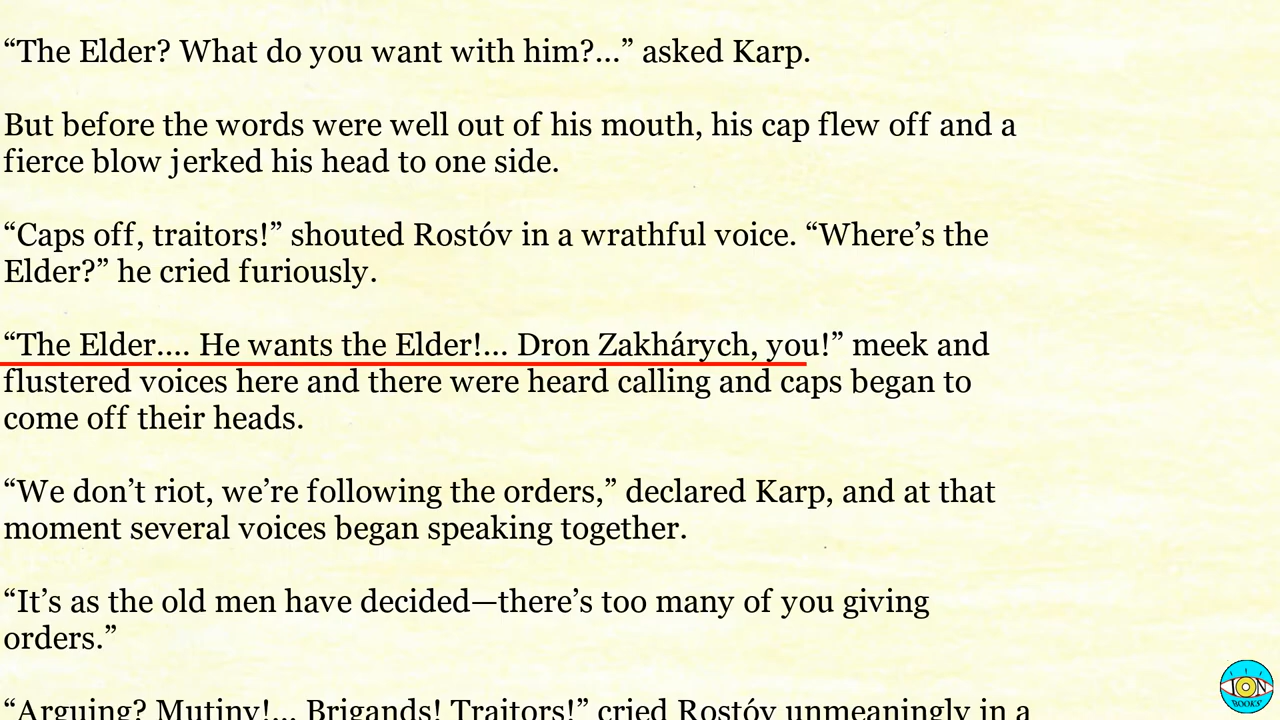 “The Elder? What do you want with him?...” asked Karp.
But before the words were well out of his mouth, his cap flew off and a
fierce blow jerked his head to one side.
“Caps off, traitors!” shouted Rostóv in a wrathful voice. “Where’s the
Elder?” he cried furiously.
“The Elder.... He wants the Elder!... Dron Zakhárych, you!” meek and
flustered voices here and there were heard calling and caps began to
come off their heads.
“We don’t riot, we’re following the orders,” declared Karp, and at that
moment several voices began speaking together.
“It’s as the old men have decided—there’s too many of you giving
orders.”
“Arguing? Mutiny!... Brigands! Traitors!” cried Rostóv unmeaningly in a
ION
BOOKS